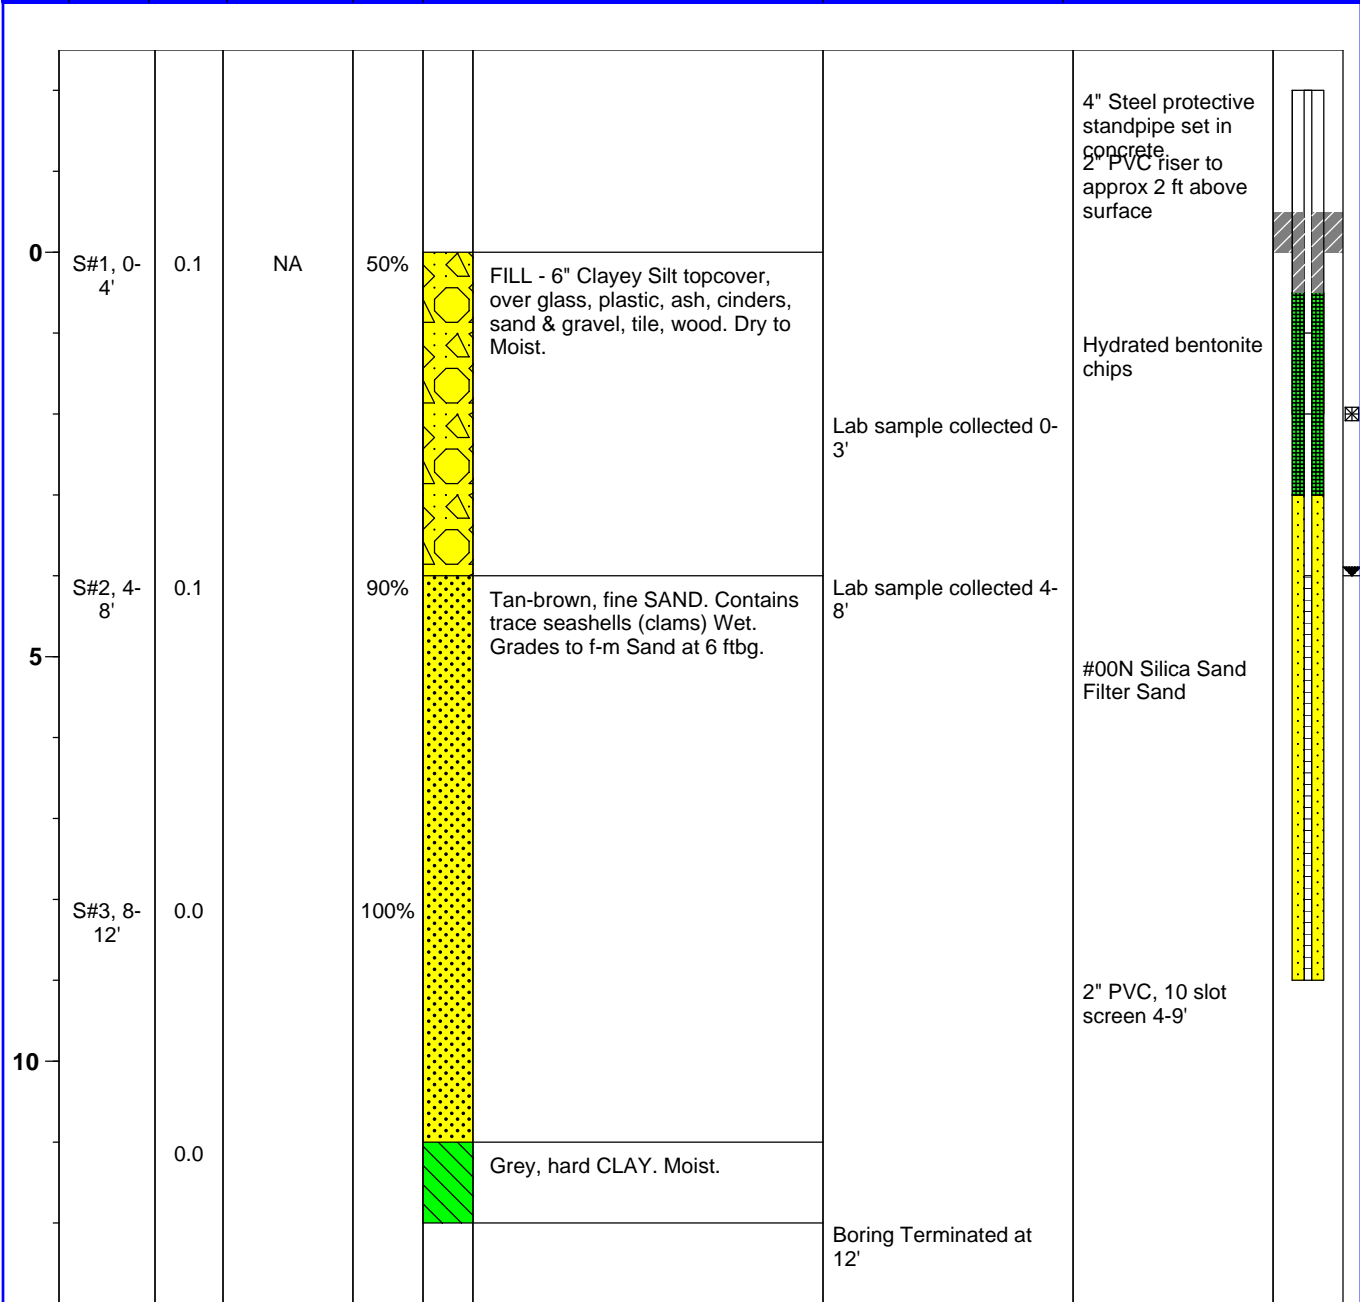 4" Steel protective
standpipe set in
concrete
2" PVC riser to
approx 2 ft above
surface
0
S#1, 0-
4'
0.1
NA
50%
FILL - 6" Clayey Silt topcover,
over glass, plastic, ash, cinders,
sand & gravel, tile, wood. Dry to
Moist.
Hydrated bentonite
chips
Lab sample collected 0-
3'
S#2, 4-
8'
0.1
90%
Tan-brown, fine SAND. Contains
trace seashells (clams) Wet.
Grades to f-m Sand at 6 ftbg.
Lab sample collected 4-
8'
5
#00N Silica Sand
Filter Sand
S#3, 8-
12'
0.0
100%
2" PVC, 10 slot
screen 4-9'
10
0.0
Grey, hard CLAY. Moist.
Boring Terminated at
12'